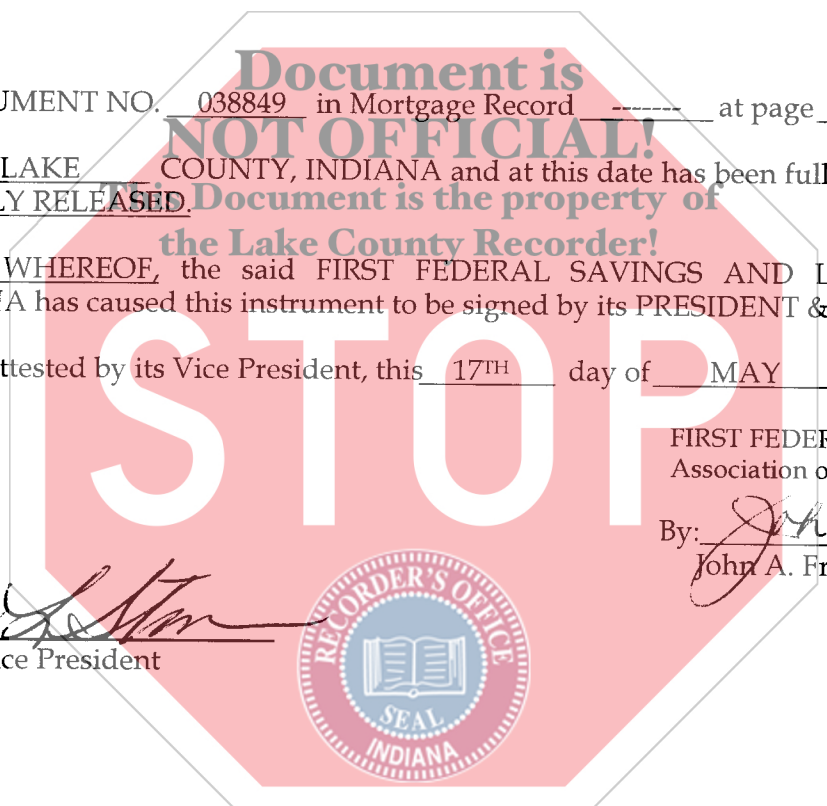 Document is
UMENT NO. 038849 in Mortgage Record ------- at page
NOT OFFICIAL!
LAKE COUNTY, INDIANA and at this date has been full
LY RELEASED.
This Document is the property of
the Lake County Recorder!
WHEREOF, the said FIRST FEDERAL SAVINGS AND L
A has caused this instrument to be signed by its PRESIDENT &
ttested by its Vice President, this 17TH day of MAY
STOP
FIRST FEDER
Association o
By: John
John A. Fr
ce President
RECORDER'S OFFICE
SEAL
INDIANA